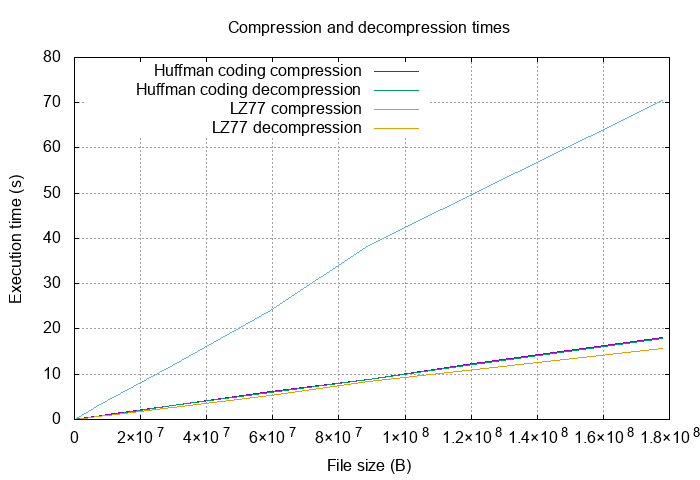 Compression and decompression times
Huffman coding compression
Huffman coding decompression
LZ77 compression
LZ77 decompression
Execution time (s)
80
70
60
50
40
30
20
10
0
0 2×10⁷ 4×10⁷ 6×10⁷ 8×10⁷ 1×10⁸ 1.2×10⁸ 1.4×10⁸ 1.6×10⁸ 1.8×10⁸
File size (B)